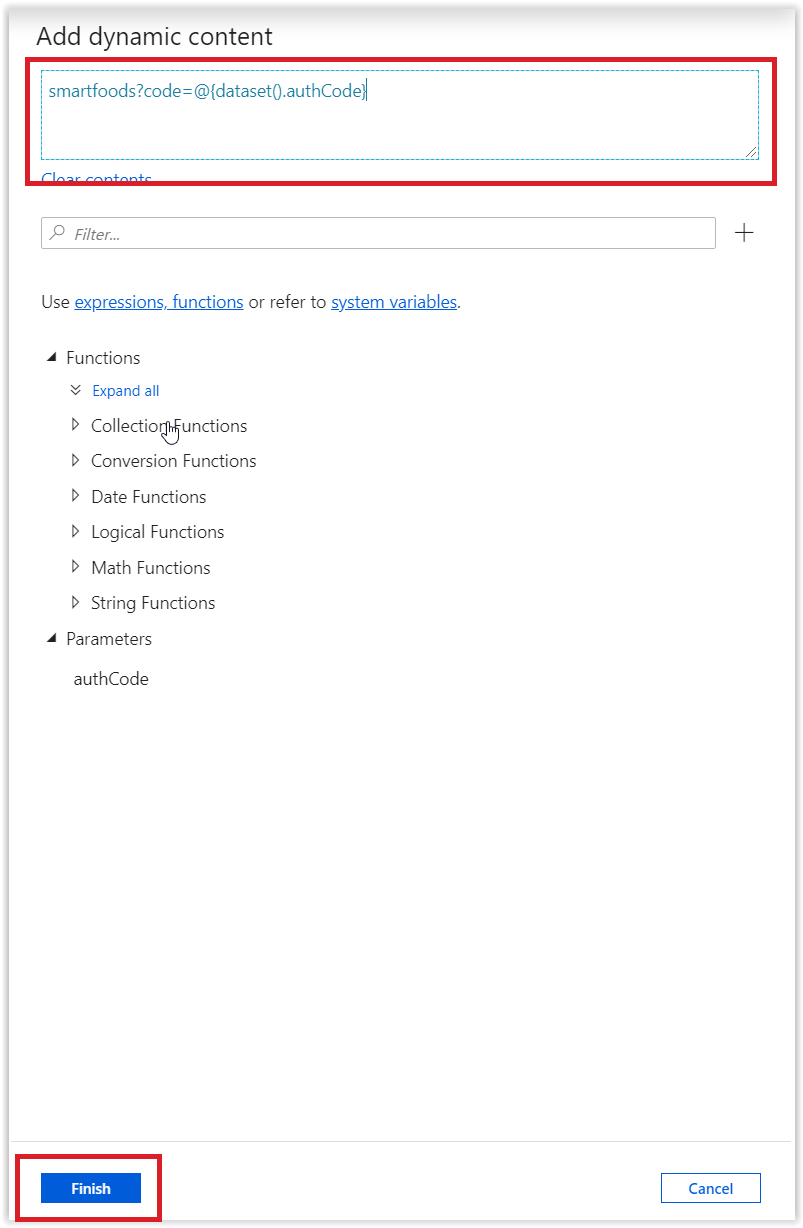 Add dynamic content
smartfoods?code=@{dataset().authCode}
Clear contents
Filter...
Use expressions, functions or refer to system variables.
Functions
Expand all
Collection Functions
Conversion Functions
Date Functions
Logical Functions
Math Functions
String Functions
Parameters
authCode
Finish
Cancel